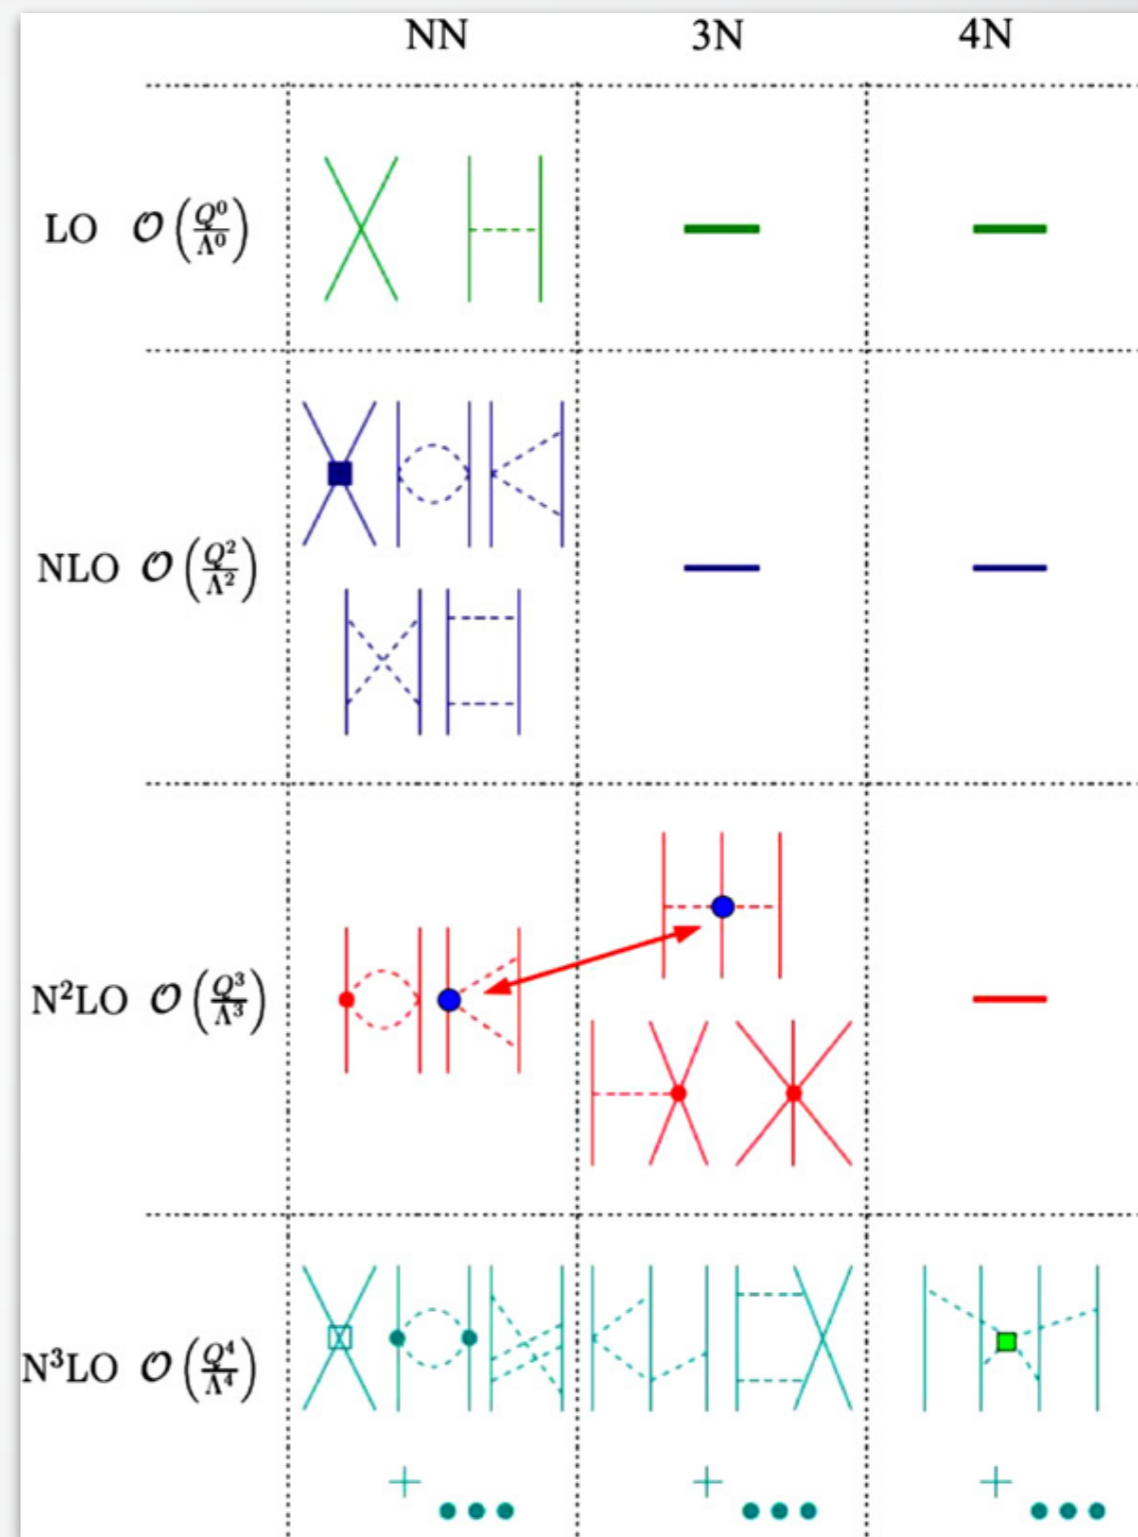 NN 3N 4N
LO 𝒪(Q⁰/Λ⁰)
NLO 𝒪(Q²/Λ²)
N²LO 𝒪(Q³/Λ³)
N³LO 𝒪(Q⁴/Λ⁴)
+ ... + ... + ...